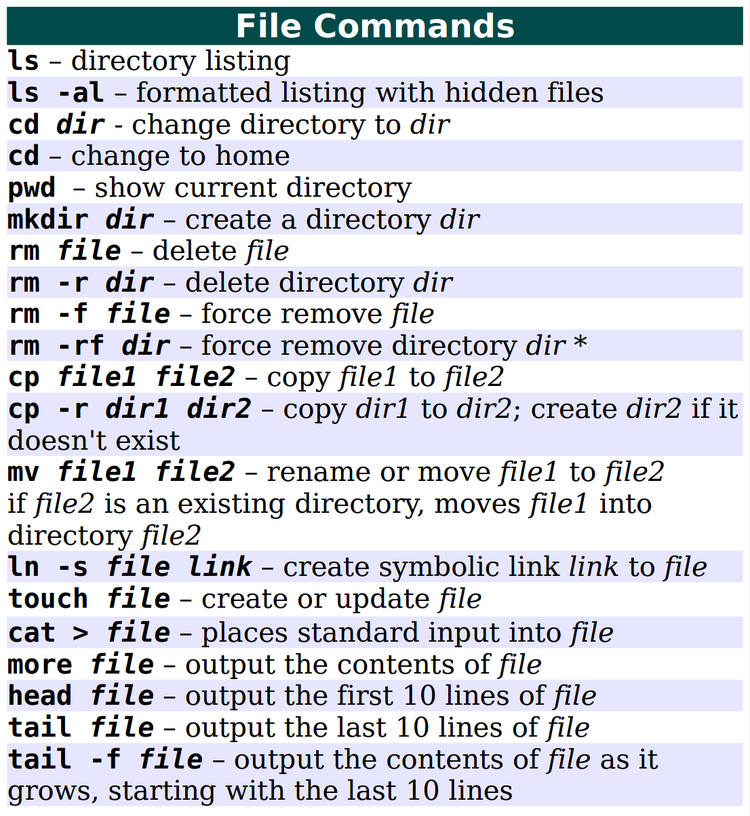 File Commands
ls – directory listing
ls -al – formatted listing with hidden files
cd dir - change directory to dir
cd – change to home
pwd – show current directory
mkdir dir – create a directory dir
rm file – delete file
rm -r dir – delete directory dir
rm -f file – force remove file
rm -rf dir – force remove directory dir *
cp file1 file2 – copy file1 to file2
cp -r dir1 dir2 – copy dir1 to dir2; create dir2 if it
doesn't exist
mv file1 file2 – rename or move file1 to file2
if file2 is an existing directory, moves file1 into
directory file2
ln -s file link – create symbolic link link to file
touch file – create or update file
cat > file – places standard input into file
more file – output the contents of file
head file – output the first 10 lines of file
tail file – output the last 10 lines of file
tail -f file – output the contents of file as it
grows, starting with the last 10 lines